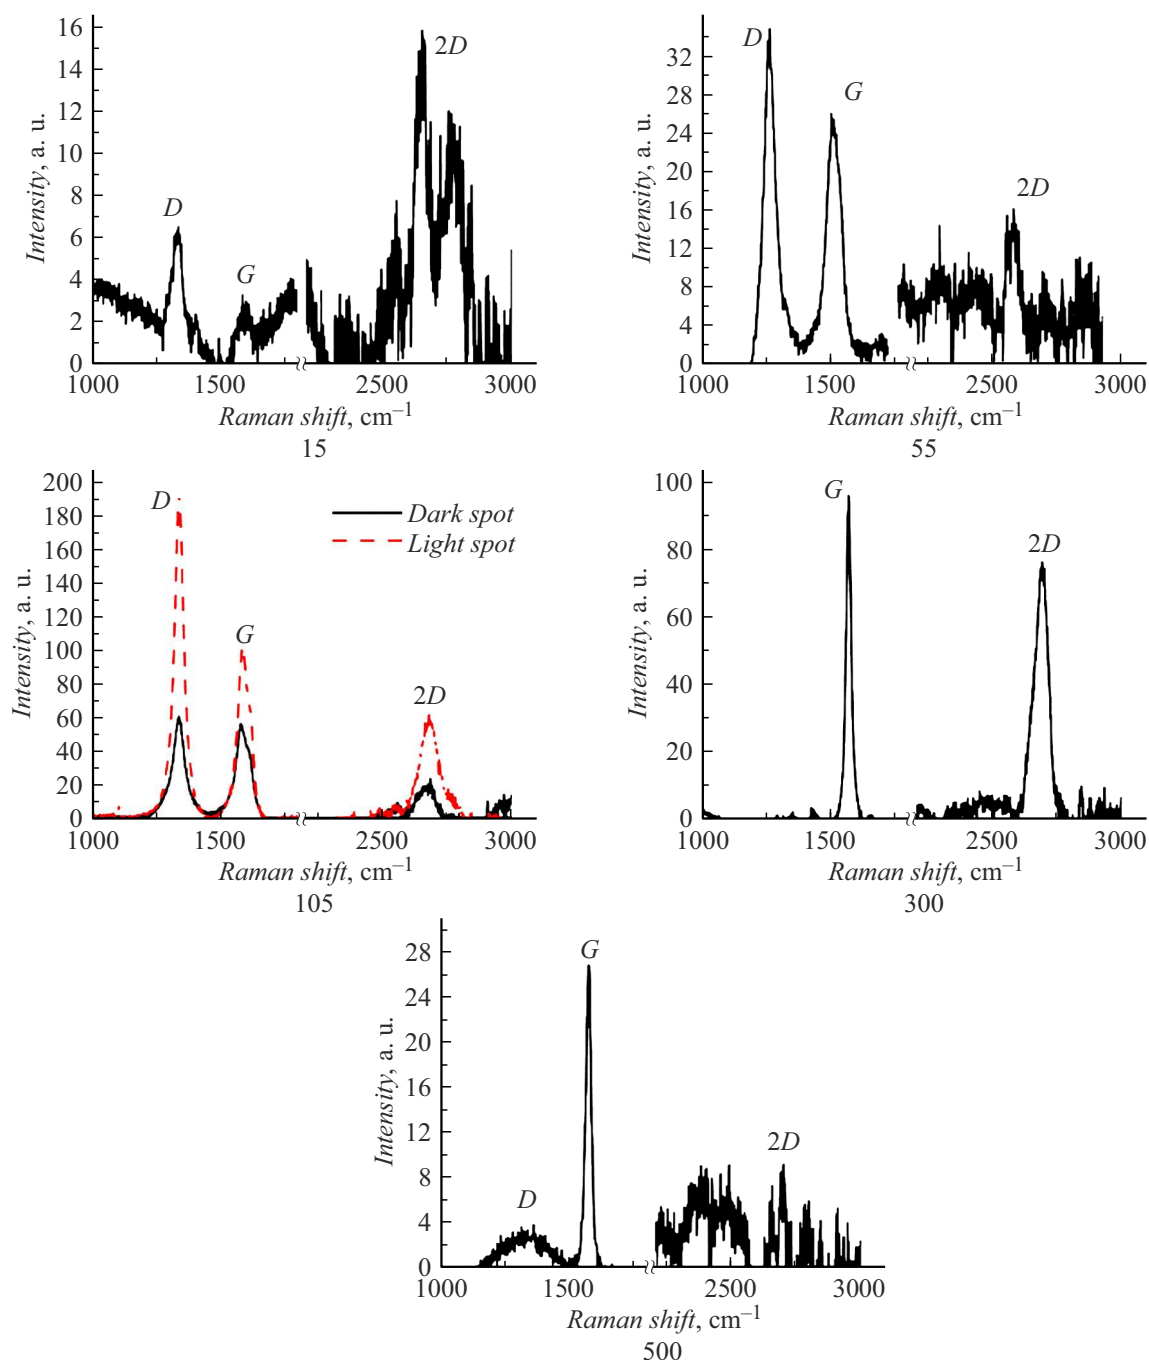 16
14
12
10
8
6
4
2
0
Intensity, a. u.
D
G
2D
1000 1500 2500 3000
Raman shift, cm⁻¹
15
32
28
24
20
16
12
8
4
0
Intensity, a. u.
D
G
2D
1000 1500 2500 3000
Raman shift, cm⁻¹
55
200
180
160
140
120
100
80
60
40
20
0
Intensity, a. u.
D
G
2D
Dark spot
Light spot
1000 1500 2500 3000
Raman shift, cm⁻¹
105
100
80
60
40
20
0
Intensity, a. u.
G
2D
1000 1500 2500 3000
Raman shift, cm⁻¹
300
28
24
20
16
12
8
4
0
Intensity, a. u.
D
G
2D
1000 1500 2500 3000
Raman shift, cm⁻¹
500